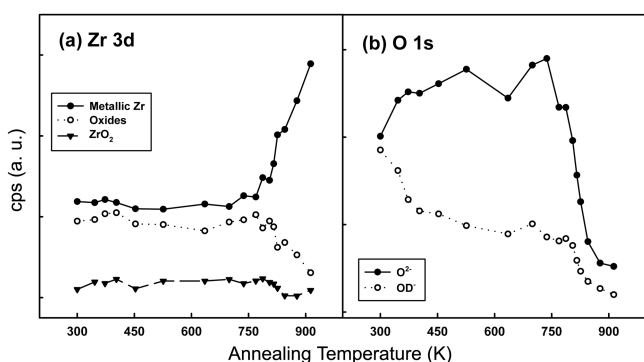 (a) Zr 3d
(b) O 1s
Metallic Zr
Oxides
ZrO₂
O²⁻
OD⁻
cps (a. u.)
300 450 600 750 900
300 450 600 750 900
Annealing Temperature (K)